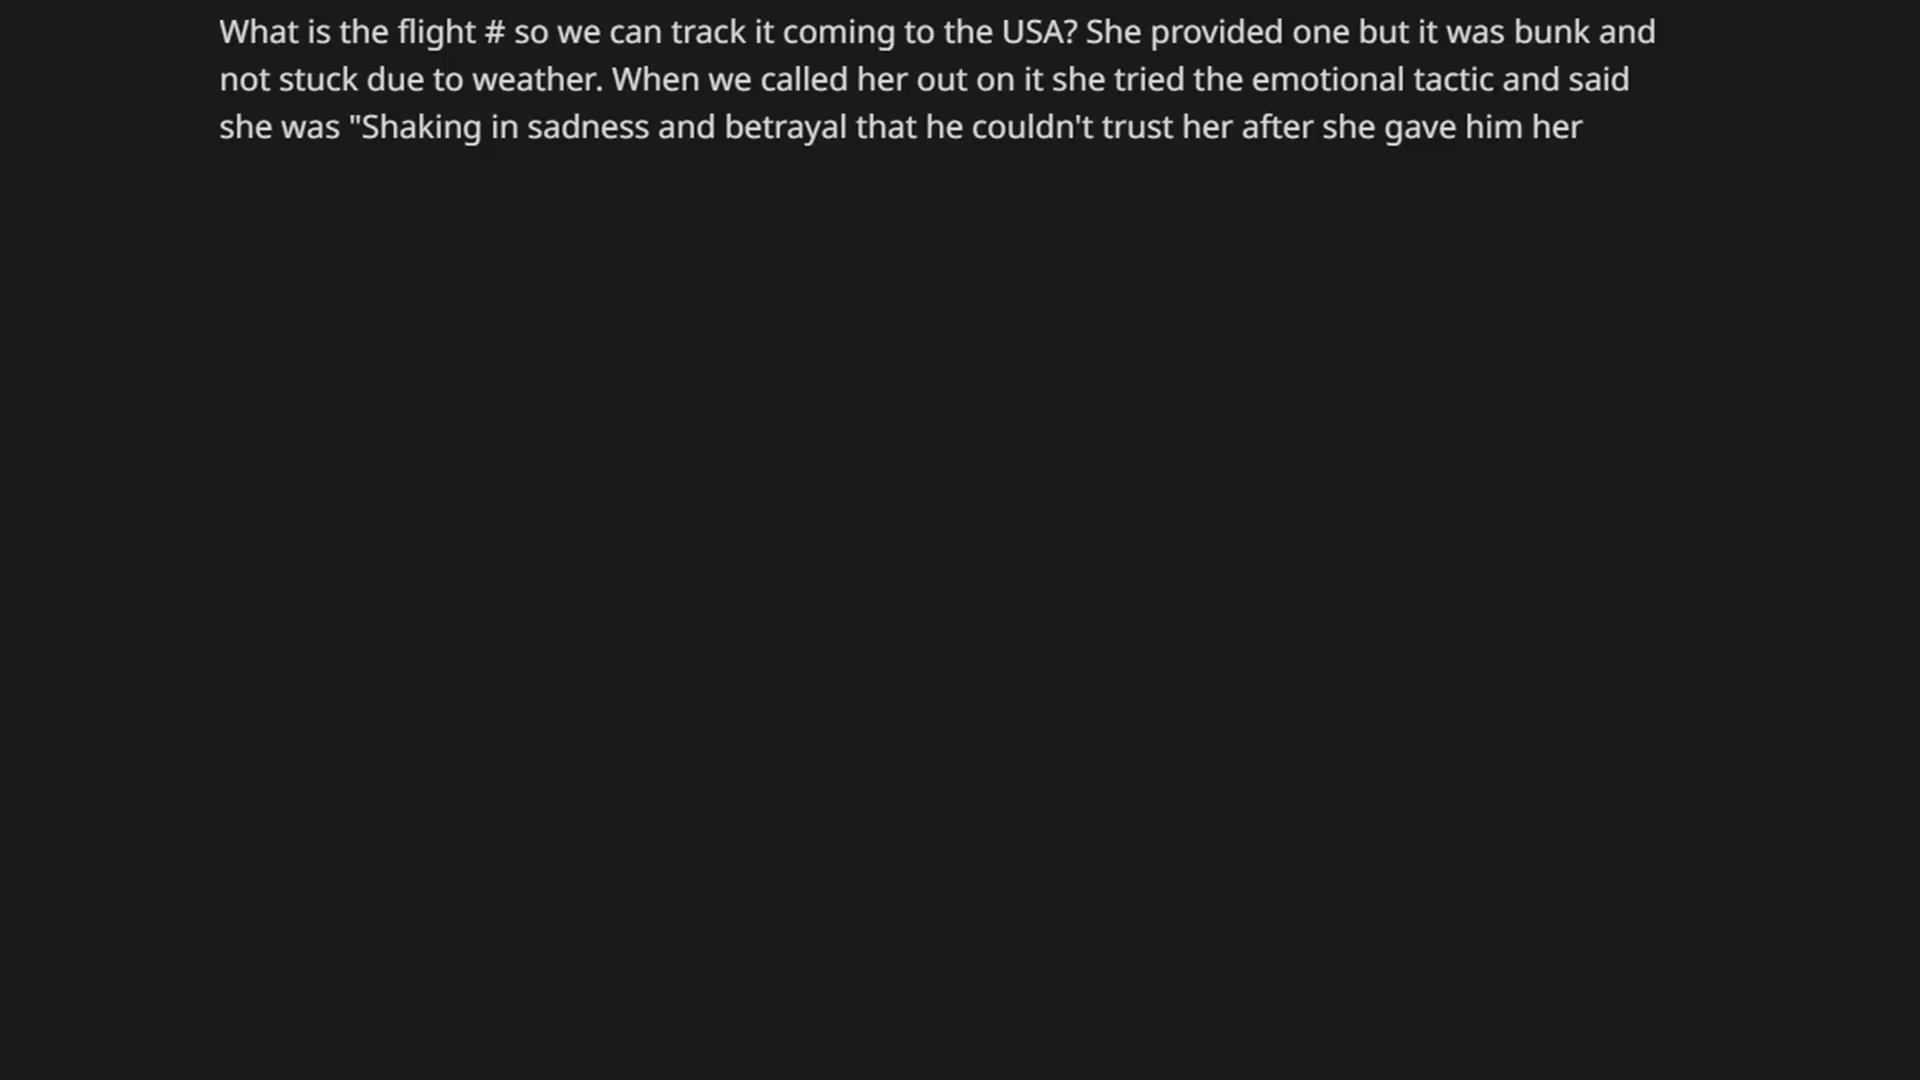 What is the flight # so we can track it coming to the USA? She provided one but it was bunk and
not stuck due to weather. When we called her out on it she tried the emotional tactic and said
she was "Shaking in sadness and betrayal that he couldn't trust her after she gave him her